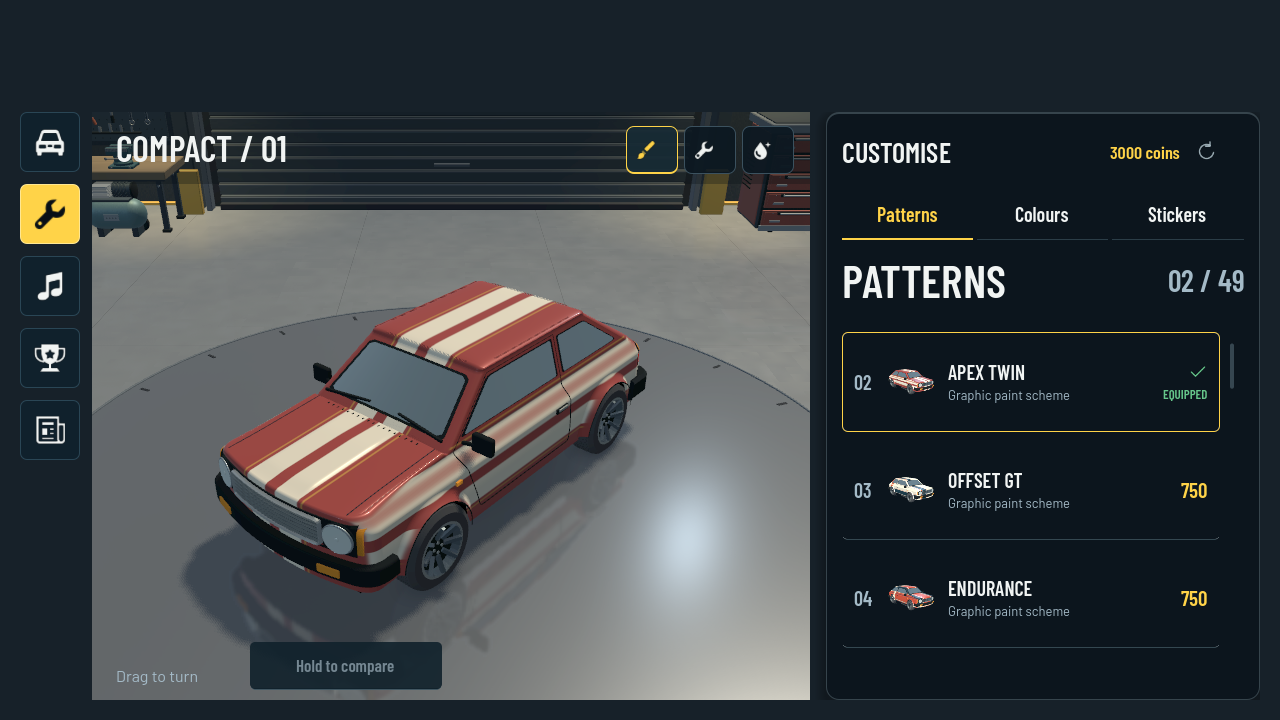 COMPACT / 01
CUSTOMISE
3000 coins
Patterns
Colours
Stickers
PATTERNS
02 / 49
02
APEX TWIN
Graphic paint scheme
EQUIPPED
03
OFFSET GT
Graphic paint scheme
750
04
ENDURANCE
Graphic paint scheme
750
Hold to compare
Drag to turn